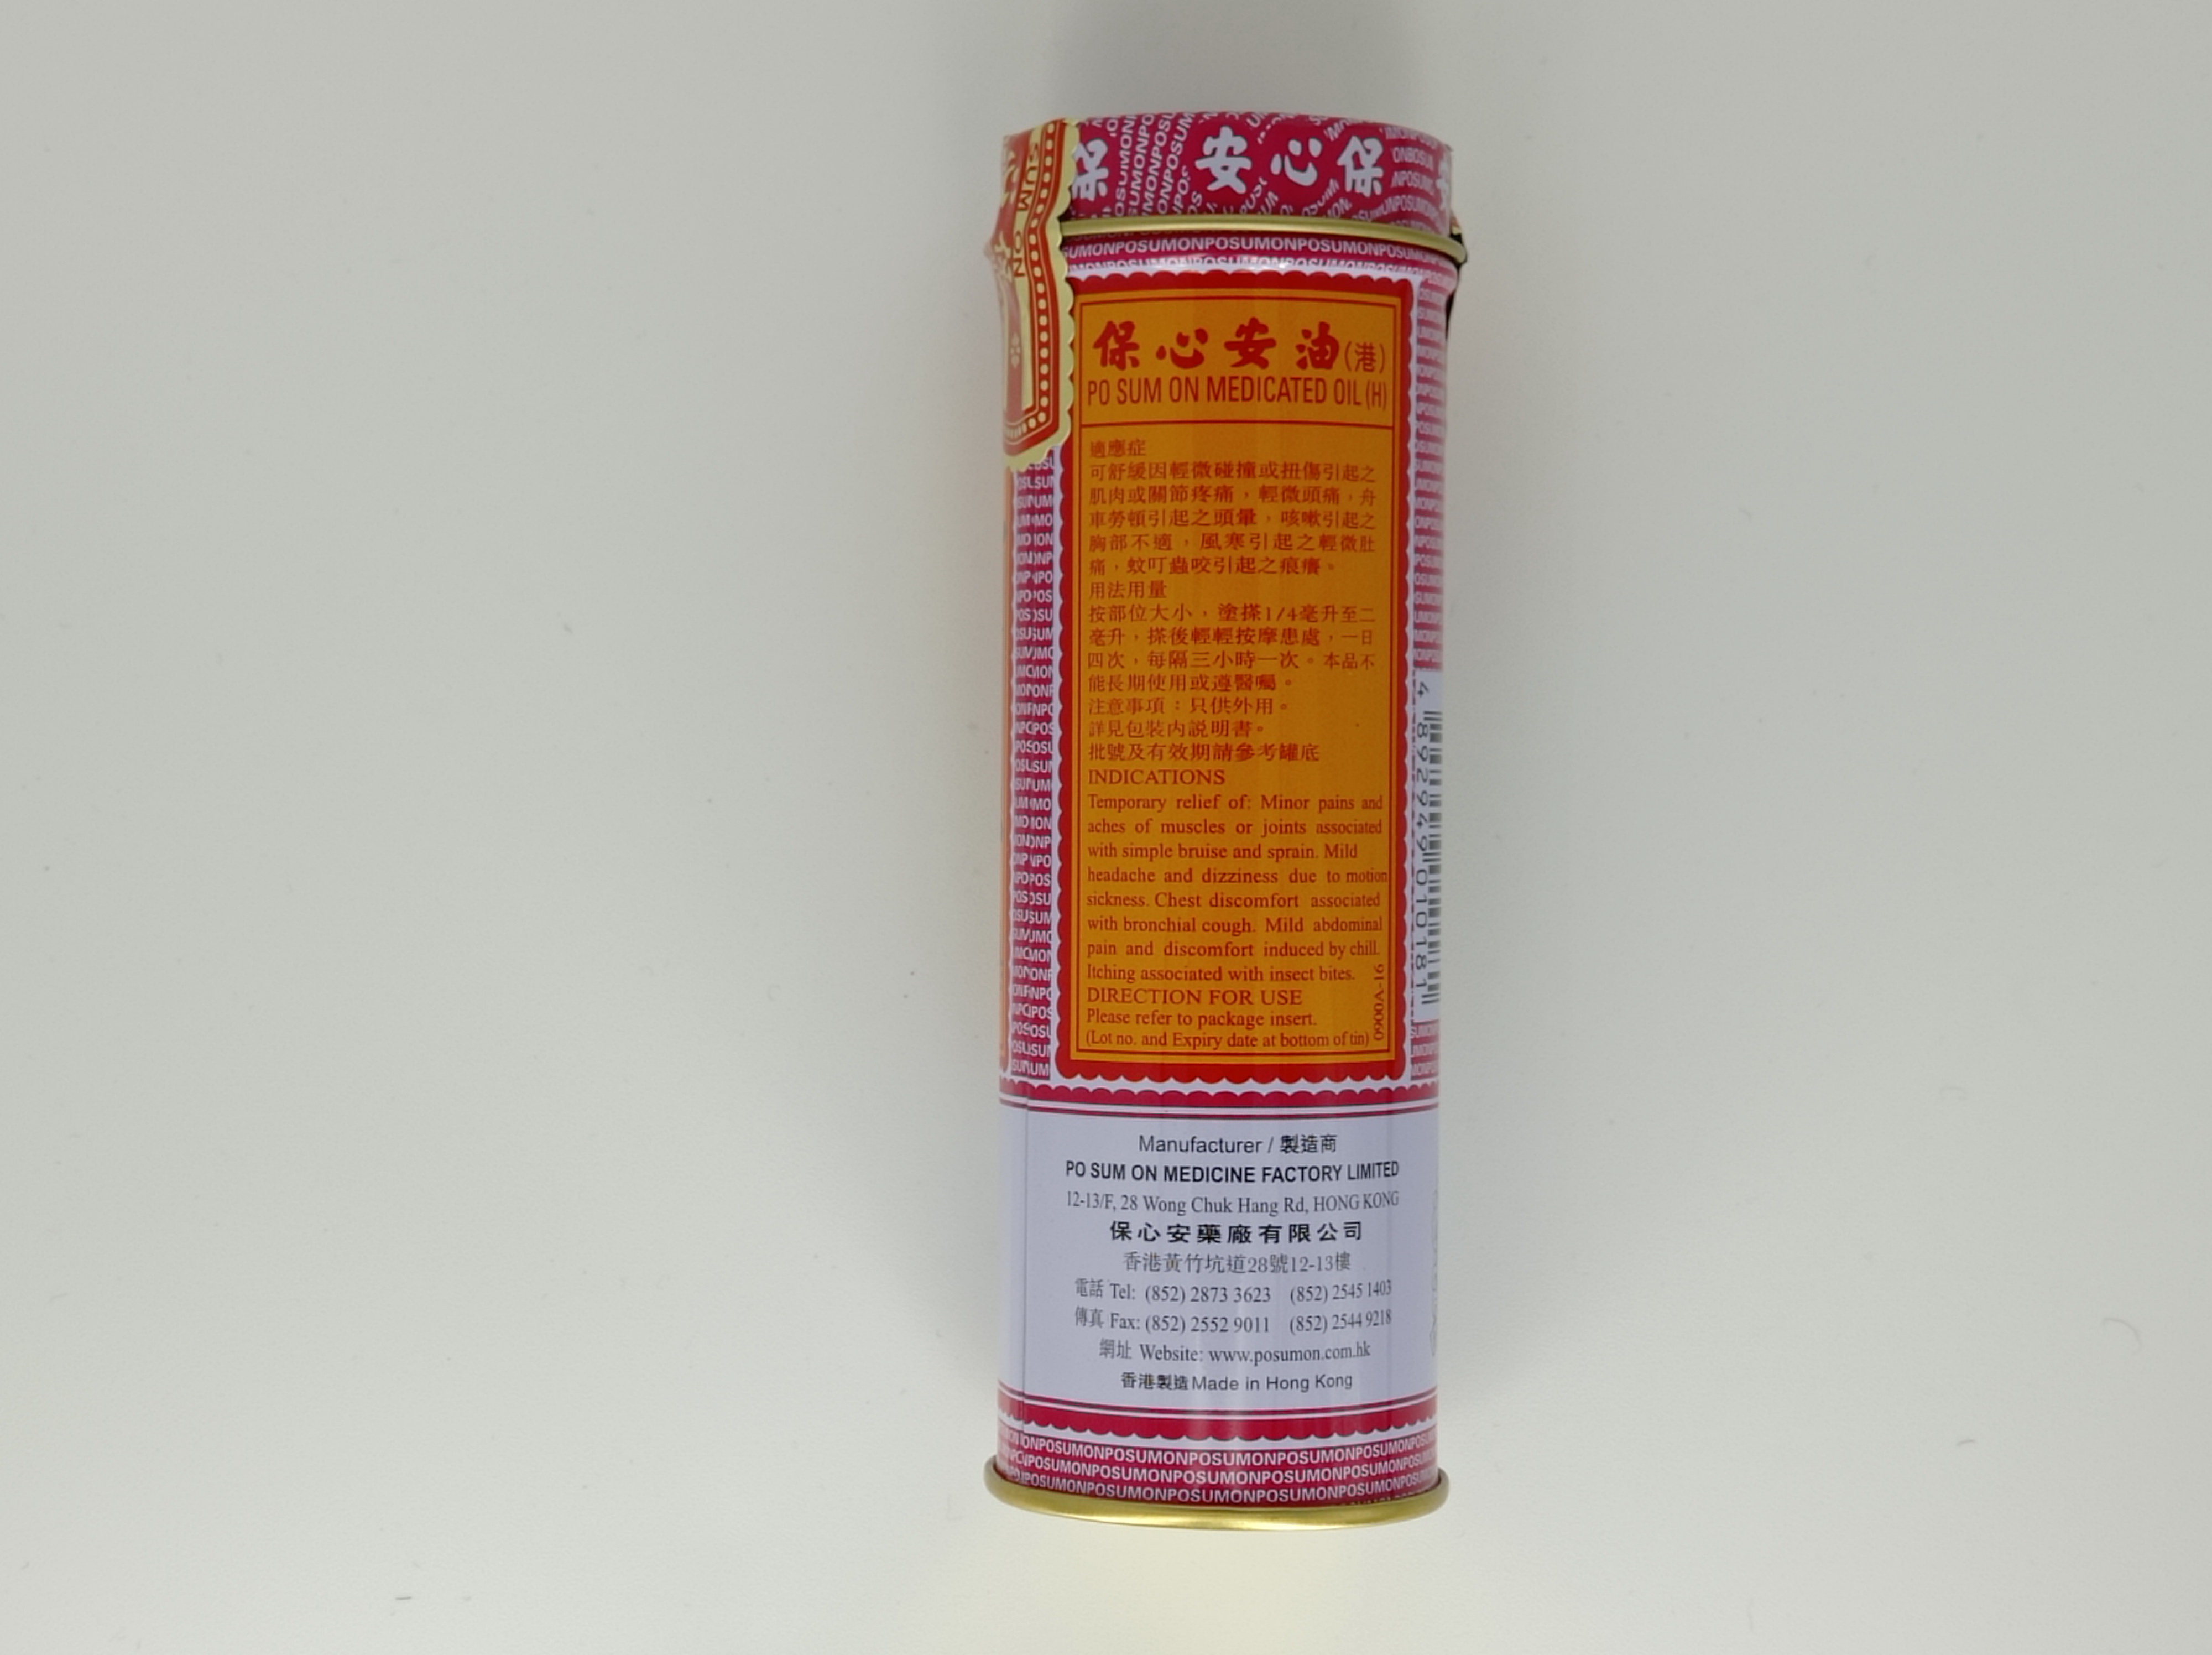 保 安心保
SUM ON
SUMONPOSUMONPOSUMONPOSUMONPOSUMON
保心安油(港)
PO SUM ON MEDICATED OIL (H)
適應症
可舒緩因輕微碰撞或扭傷引起之
肌肉或關節疼痛，輕微頭痛，舟
車勞頓引起之頭暈，咳嗽引起之
胸部不適，風寒引起之輕微肚
痛，蚊叮蟲咬引起之痕癢。
用法用量
按部位大小，塗搽1/4毫升至二
毫升，搽後輕輕按摩患處，一日
四次，每隔三小時一次。本品不
能長期使用或遵醫囑。
注意事項：只供外用。
詳見包裝內説明書。
批號及有效期請參考罐底
INDICATIONS
Temporary relief of: Minor pains and
aches of muscles or joints associated
with simple bruise and sprain. Mild
headache and dizziness due to motion
sickness. Chest discomfort associated
with bronchial cough. Mild abdominal
pain and discomfort induced by chill.
Itching associated with insect bites.
DIRECTION FOR USE
Please refer to package insert.
(Lot no. and Expiry date at bottom of tin)
0900A-16
4 892949 010181
Manufacturer / 製造商
PO SUM ON MEDICINE FACTORY LIMITED
12-13/F, 28 Wong Chuk Hang Rd, HONG KONG
保心安藥廠有限公司
香港黃竹坑道28號12-13樓
電話 Tel: (852) 2873 3623 (852) 2545 1403
傳真 Fax: (852) 2552 9011 (852) 2544 9218
網址 Website: www.posumon.com.hk
香港製造 Made in Hong Kong
ONPOSUMONPOSUMONPOSUMONPOSUMONPOS
POSUMONPOSUMONPOSUMONPOSUMONPOSUM
POSUMONPOSUMONPOSUMONPOSUMON